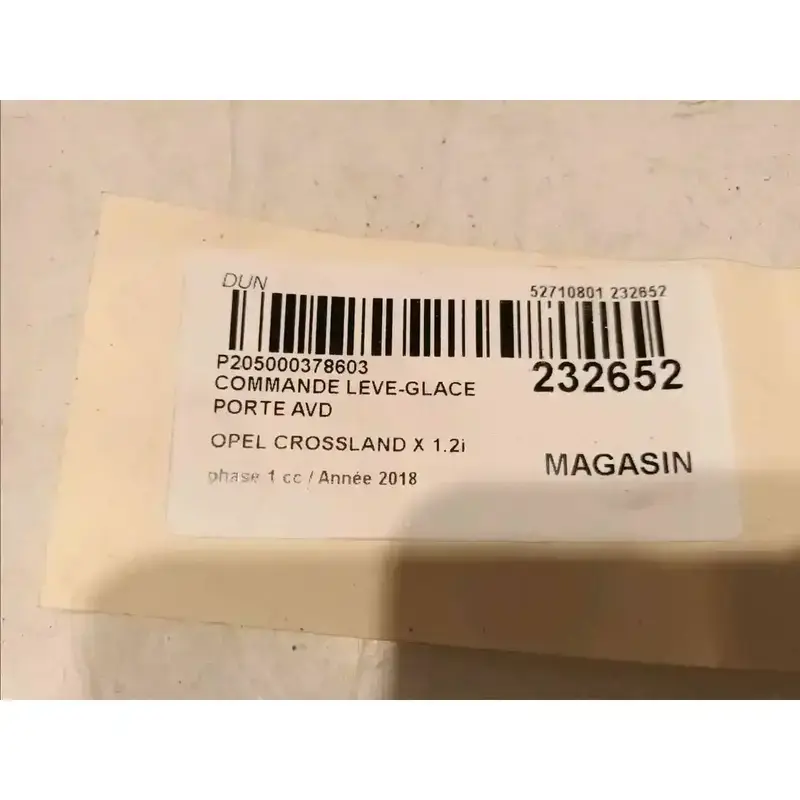 DUN
52710801 232652
P205000378603
232652
COMMANDE LEVE-GLACE
PORTE AVD
OPEL CROSSLAND X 1.2i
MAGASIN
phase 1 cc / Année 2018